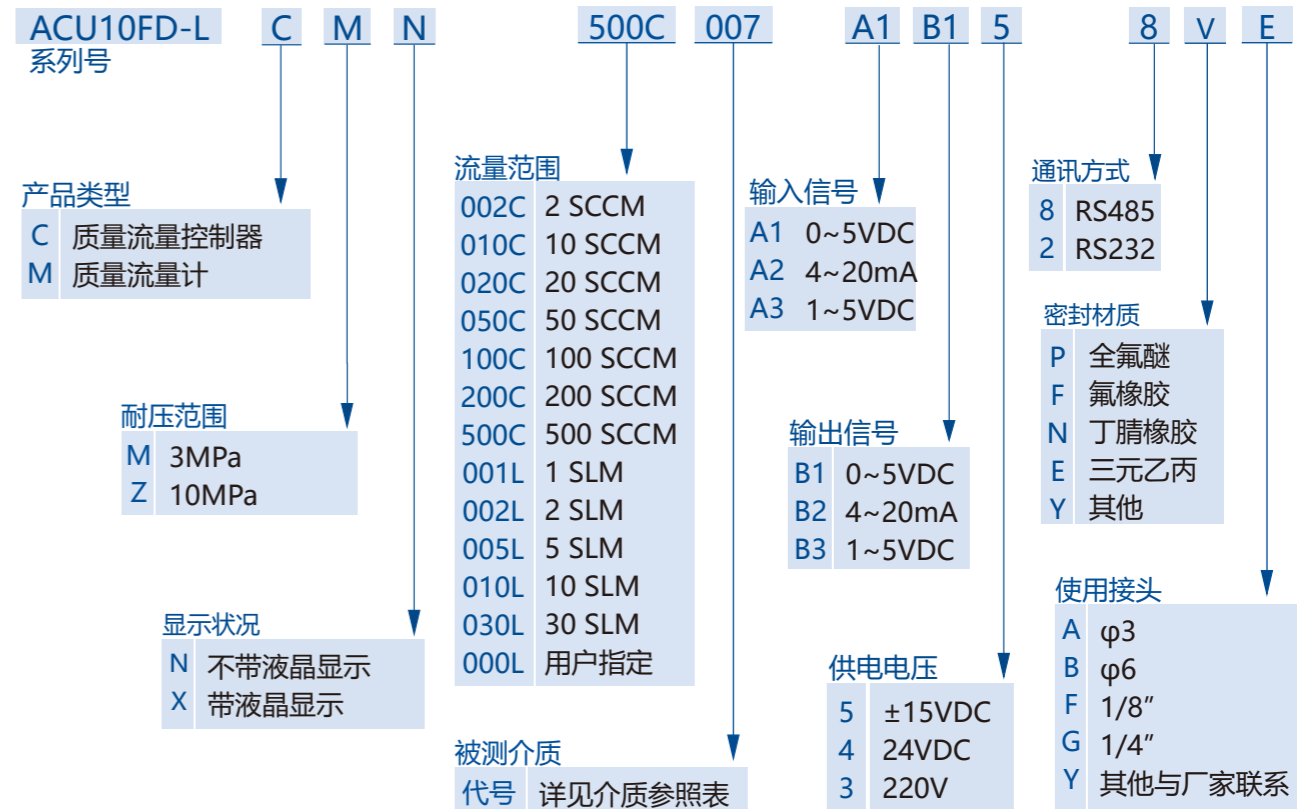 ACU10FD-L C M N 500C 007 A1 B1 5 8 V E
系列号
产品类型
C 质量流量控制器
M 质量流量计
耐压范围
M 3MPa
Z 10MPa
显示状况
N 不带液晶显示
X 带液晶显示
流量范围
002C 2 SCCM
010C 10 SCCM
020C 20 SCCM
050C 50 SCCM
100C 100 SCCM
200C 200 SCCM
500C 500 SCCM
001L 1 SLM
002L 2 SLM
005L 5 SLM
010L 10 SLM
030L 30 SLM
000L 用户指定
被测介质
代号 详见介质参照表
输入信号
A1 0~5VDC
A2 4~20mA
A3 1~5VDC
输出信号
B1 0~5VDC
B2 4~20mA
B3 1~5VDC
供电电压
5 ±15VDC
4 24VDC
3 220V
通讯方式
8 RS485
2 RS232
密封材质
P 全氟醚
F 氟橡胶
N 丁腈橡胶
E 三元乙丙
Y 其他
使用接头
A φ3
B φ6
F 1/8″
G 1/4″
Y 其他与厂家联系